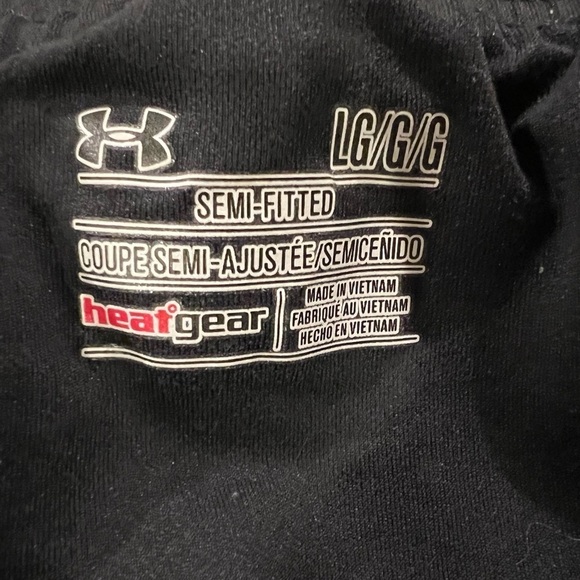 LG/G/G
SEMI-FITTED
COUPE SEMI-AJUSTÉE/SEMICEÑIDO
heatgear
MADE IN VIETNAM
FABRIQUÉ AU VIETNAM
HECHO EN VIETNAM